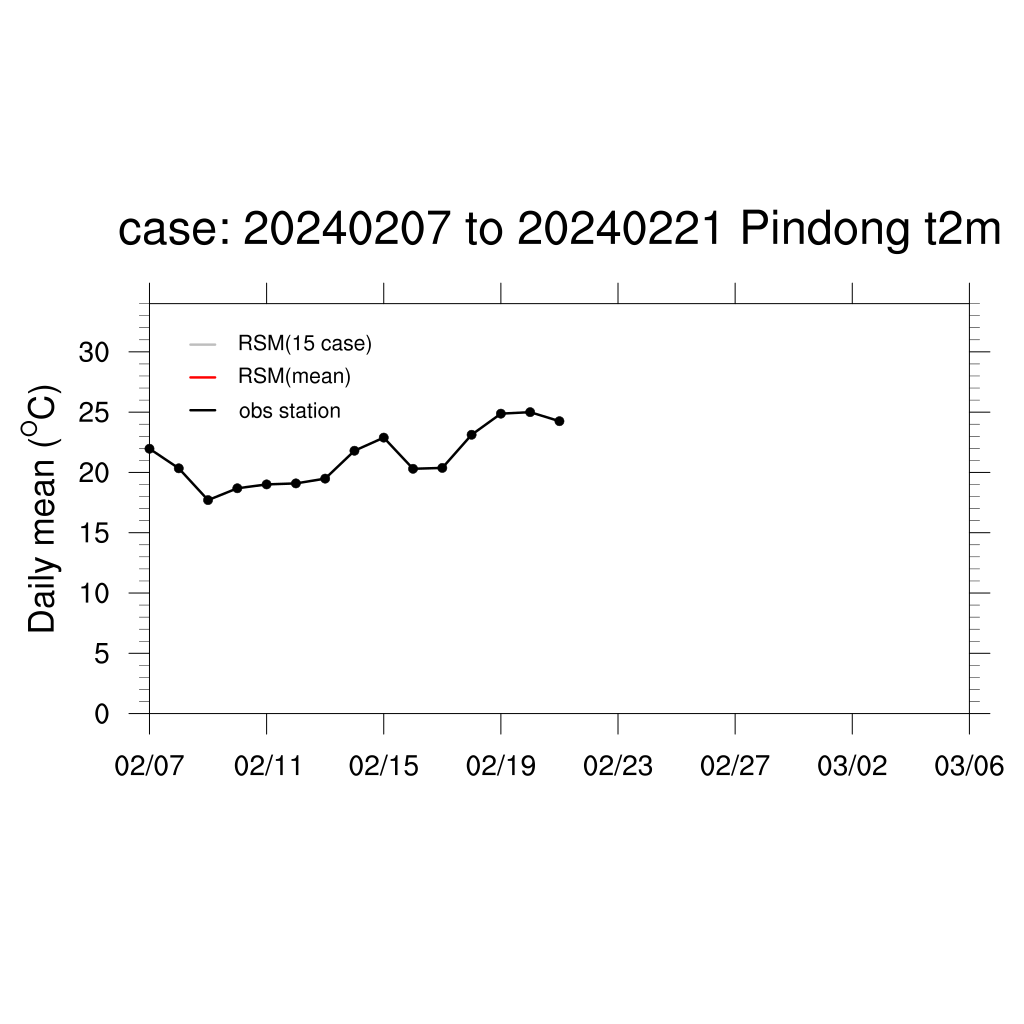 case: 20240207 to 20240221 Pindong t2m
RSM(15 case)
RSM(mean)
obs station
Daily mean (°C)
30
25
20
15
10
5
0
02/07 02/11 02/15 02/19 02/23 02/27 03/02 03/06